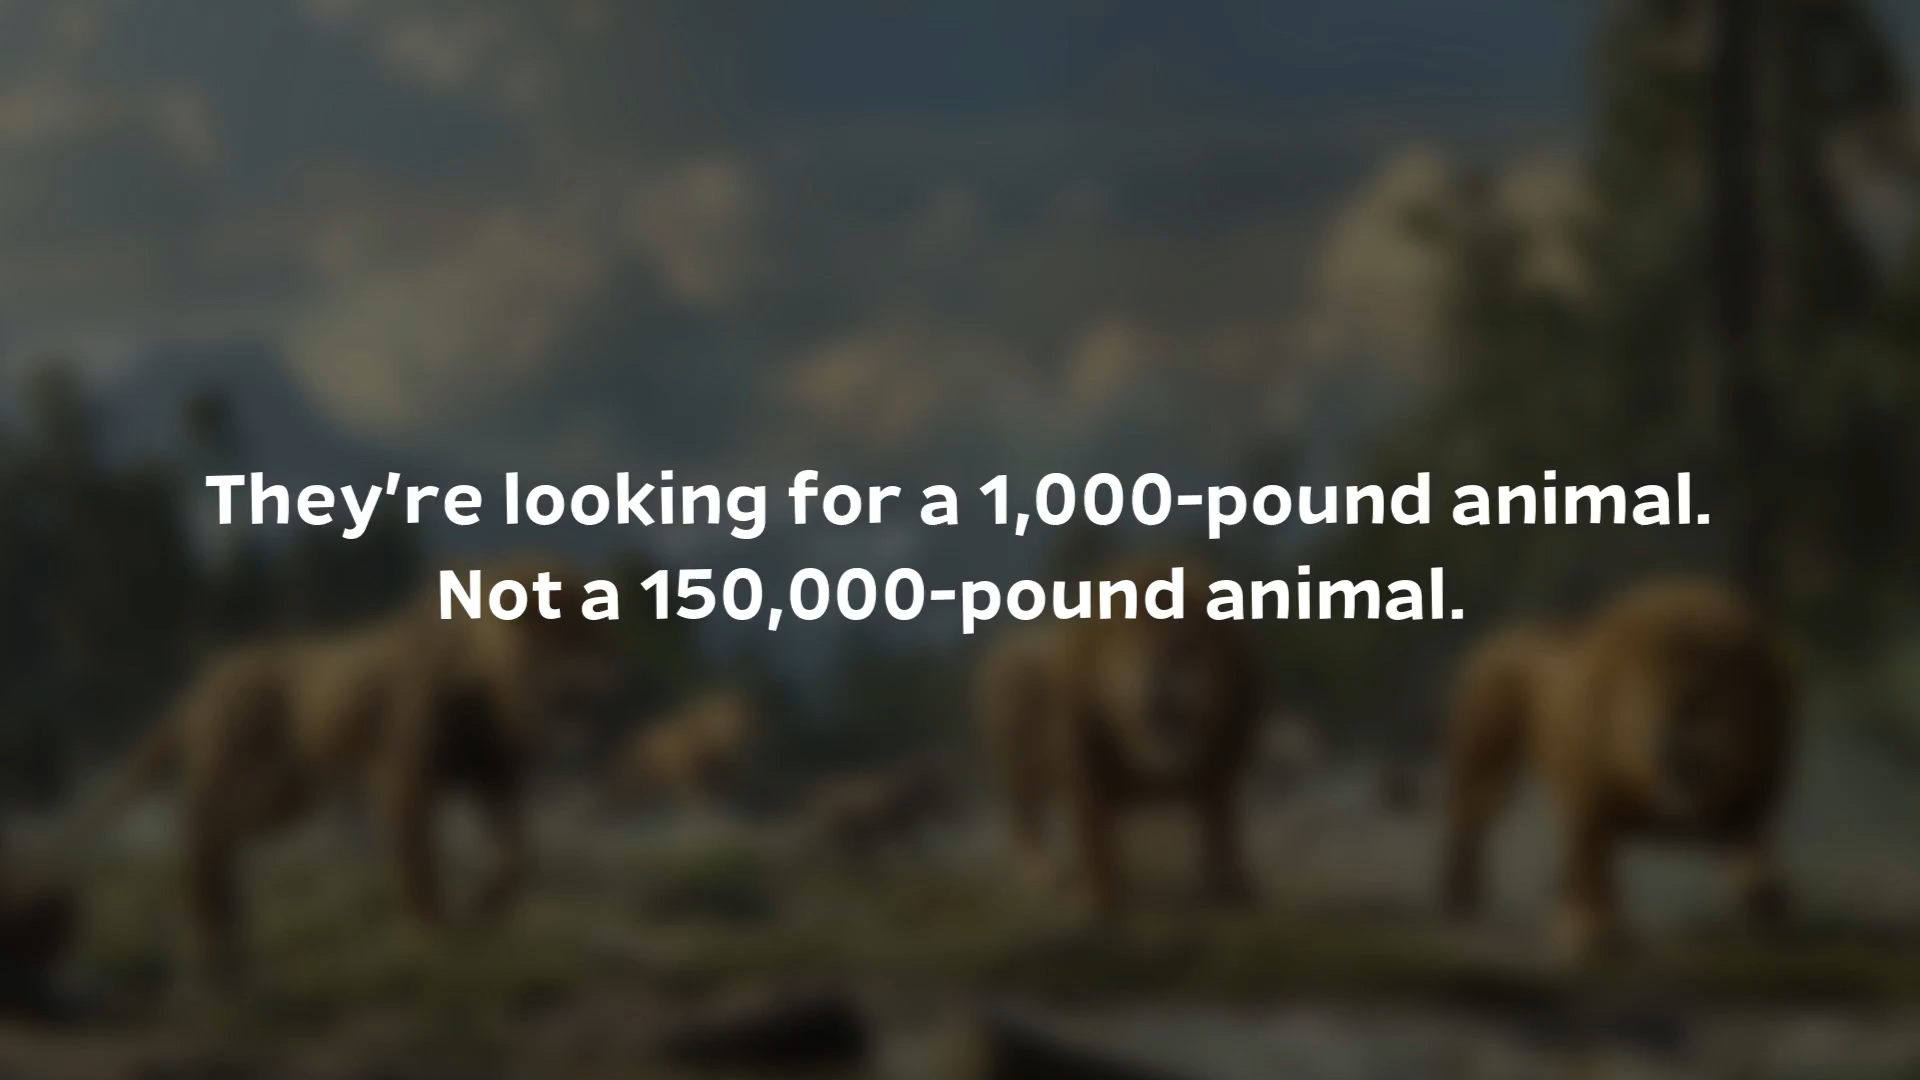 They’re looking for a 1,000-pound animal.
Not a 150,000-pound animal.